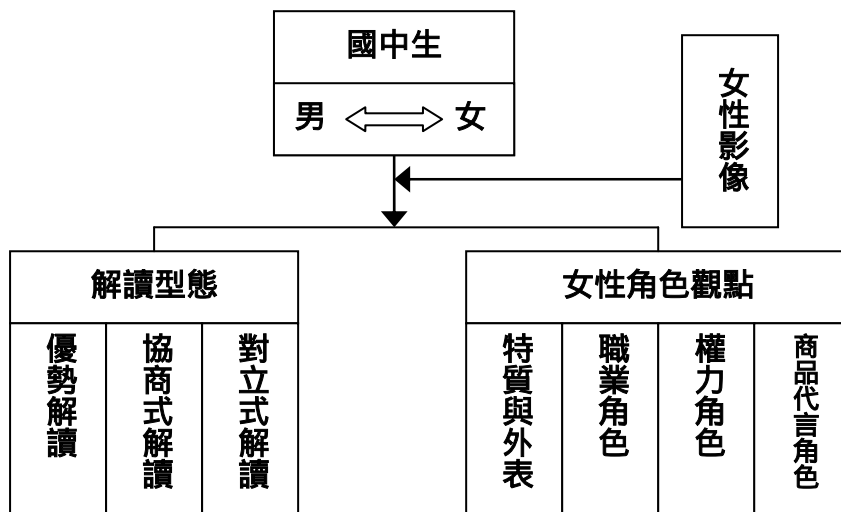 國中生
男 女
女性影像
解讀型態
優勢解讀
協商式解讀
對立式解讀
女性角色觀點
特質與外表
職業角色
權力角色
商品代言角色